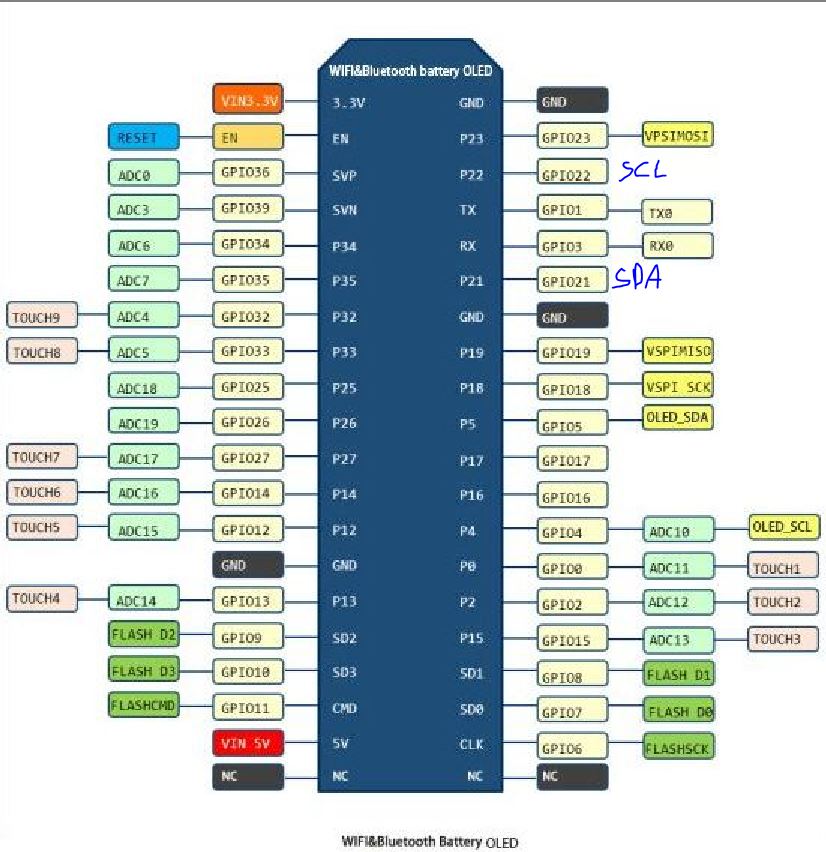 WIFI&Bluetooth battery OLED
VIN3.3V 3.3V GND GND
RESET EN EN P23 GPIO23 VPSIMOSI
ADC0 GPIO36 SVP P22 GPIO22 SCL
ADC3 GPIO39 SVN TX GPIO1 TX0
ADC6 GPIO34 P34 RX GPIO3 RX0
ADC7 GPIO35 P35 P21 GPIO21 SDA
TOUCH9 ADC4 GPIO32 P32 GND GND
TOUCH8 ADC5 GPIO33 P33 P19 GPIO19 VSPIMISO
ADC18 GPIO25 P25 P18 GPIO18 VSPI SCK
ADC19 GPIO26 P26 P5 GPIO5 OLED_SDA
TOUCH7 ADC17 GPIO27 P27 P17 GPIO17
TOUCH6 ADC16 GPIO14 P14 P16 GPIO16
TOUCH5 ADC15 GPIO12 P12 P4 GPIO4 ADC10 OLED_SCL
GND GND P0 GPIO0 ADC11 TOUCH1
TOUCH4 ADC14 GPIO13 P13 P2 GPIO2 ADC12 TOUCH2
FLASH D2 GPIO9 SD2 P15 GPIO15 ADC13 TOUCH3
FLASH D3 GPIO10 SD3 SD1 GPIO8 FLASH D1
FLASHCMD GPIO11 CMD SD0 GPIO7 FLASH D0
VIN 5V 5V CLK GPIO6 FLASHSCK
NC NC NC NC
WIFI&Bluetooth Battery OLED